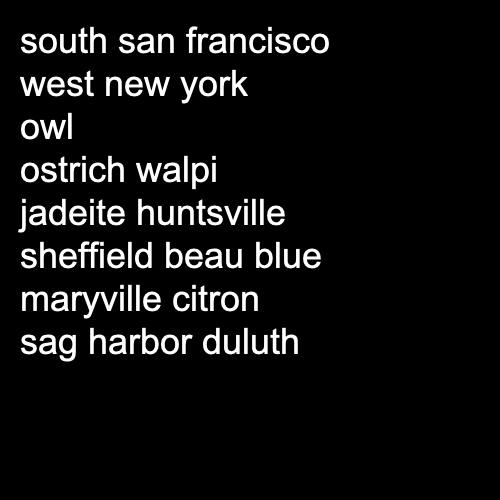 south san francisco
west new york
owl
ostrich walpi
jadeite huntsville
sheffield beau blue
maryville citron
sag harbor duluth